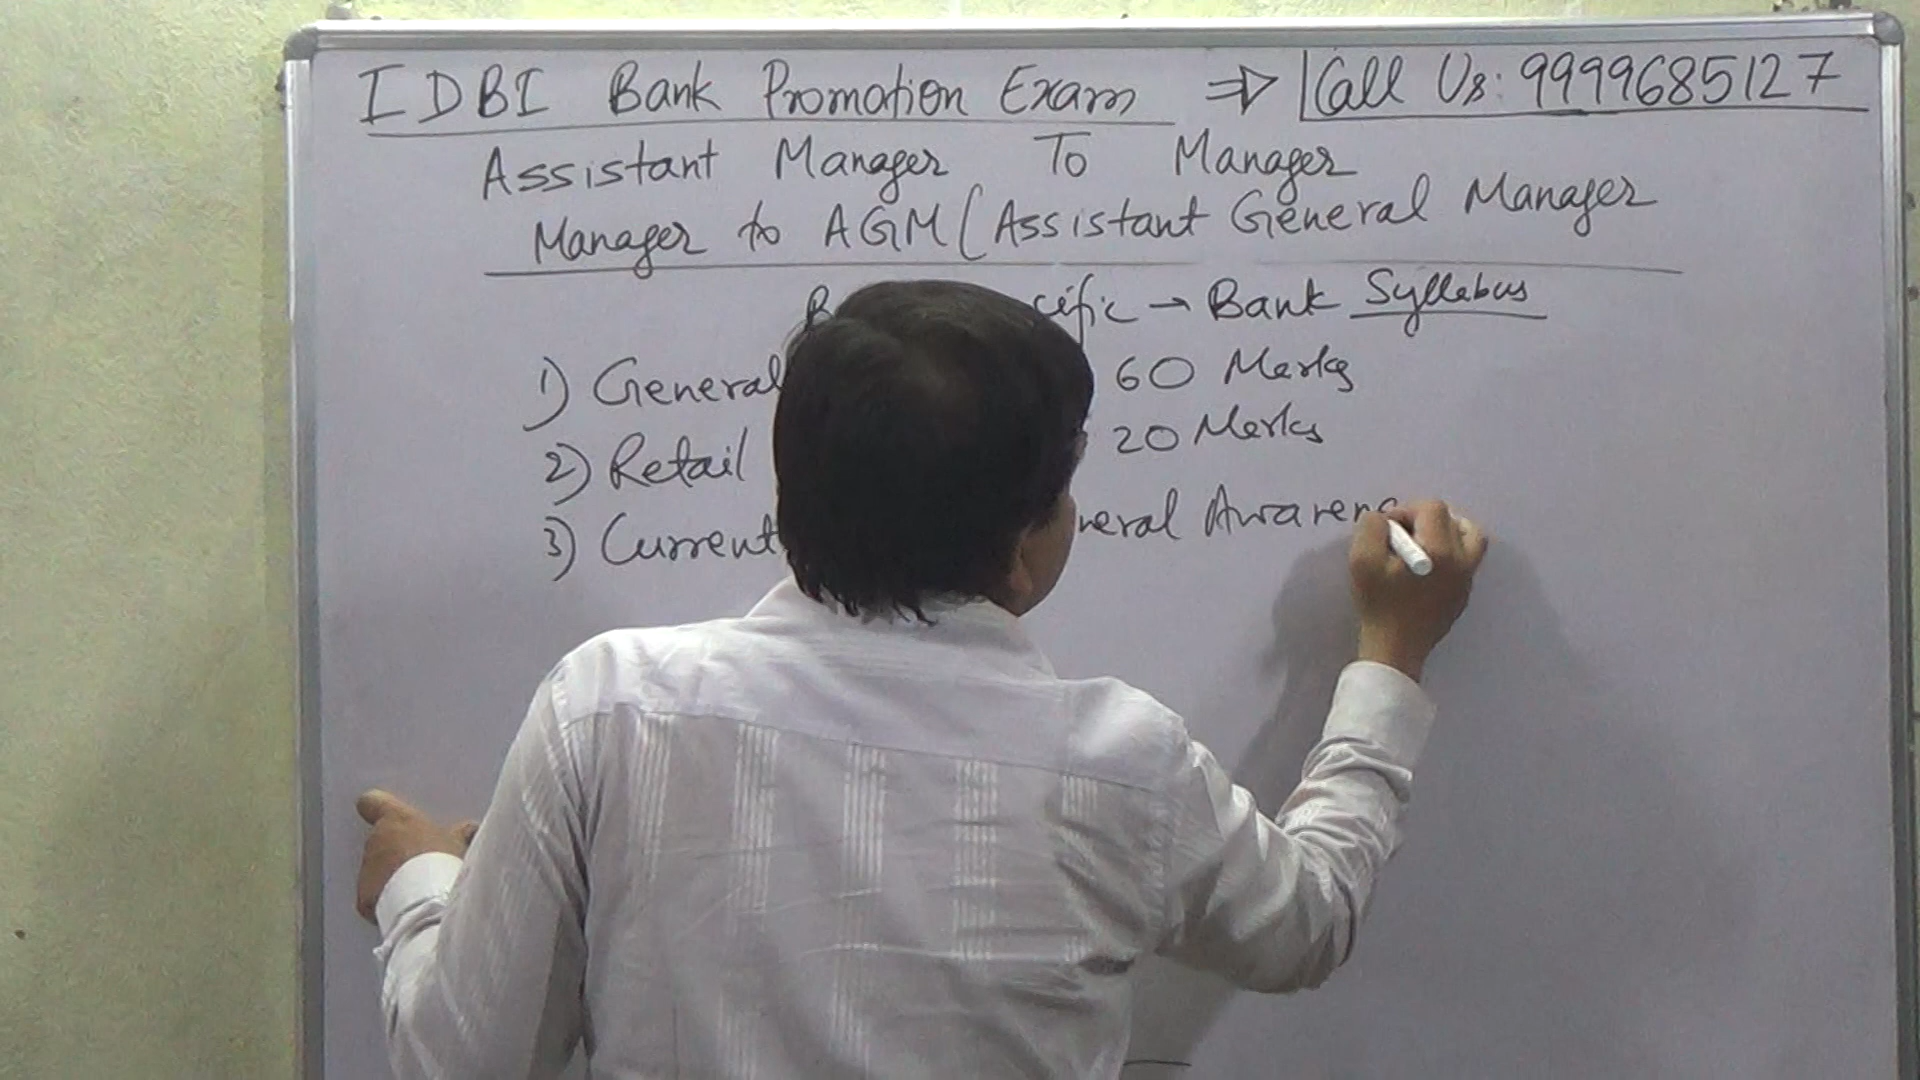 IDBI Bank Promotion Exam ⇒ Call Us: 9999685127
Assistant Manager To Manager
Manager to AGM (Assistant General Manager
→ Bank Syllabus
1) General 60 Marks
2) Retail 20 Marks
3) Current